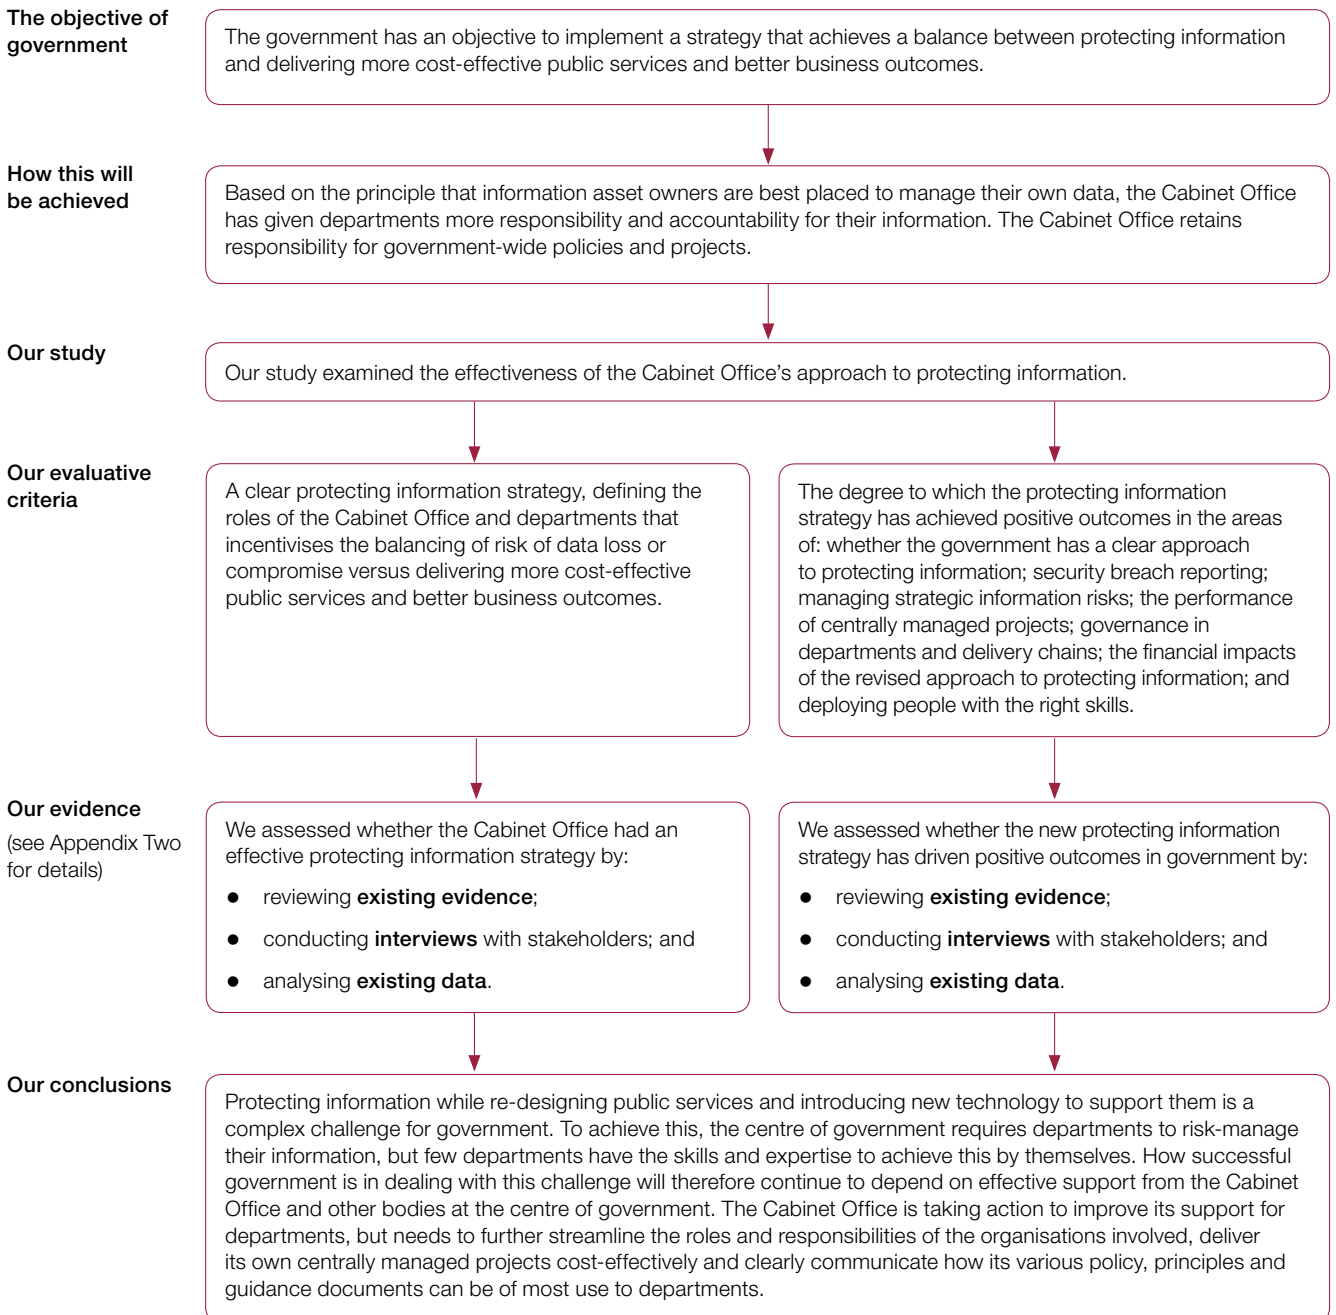 The objective of
government
The government has an objective to implement a strategy that achieves a balance between protecting information
and delivering more cost-effective public services and better business outcomes.
How this will
be achieved
Based on the principle that information asset owners are best placed to manage their own data, the Cabinet Office
has given departments more responsibility and accountability for their information. The Cabinet Office retains
responsibility for government-wide policies and projects.
Our study
Our study examined the effectiveness of the Cabinet Office's approach to protecting information.
Our evaluative
criteria
A clear protecting information strategy, defining the
roles of the Cabinet Office and departments that
incentivises the balancing of risk of data loss or
compromise versus delivering more cost-effective
public services and better business outcomes.
The degree to which the protecting information
strategy has achieved positive outcomes in the areas
of: whether the government has a clear approach
to protecting information; security breach reporting;
managing strategic information risks; the performance
of centrally managed projects; governance in
departments and delivery chains; the financial impacts
of the revised approach to protecting information; and
deploying people with the right skills.
Our evidence
(see Appendix Two
for details)
We assessed whether the Cabinet Office had an
effective protecting information strategy by:
● reviewing existing evidence;
● conducting interviews with stakeholders; and
● analysing existing data.
We assessed whether the new protecting information
strategy has driven positive outcomes in government by:
● reviewing existing evidence;
● conducting interviews with stakeholders; and
● analysing existing data.
Our conclusions
Protecting information while re-designing public services and introducing new technology to support them is a
complex challenge for government. To achieve this, the centre of government requires departments to risk-manage
their information, but few departments have the skills and expertise to achieve this by themselves. How successful
government is in dealing with this challenge will therefore continue to depend on effective support from the Cabinet
Office and other bodies at the centre of government. The Cabinet Office is taking action to improve its support for
departments, but needs to further streamline the roles and responsibilities of the organisations involved, deliver
its own centrally managed projects cost-effectively and clearly communicate how its various policy, principles and
guidance documents can be of most use to departments.